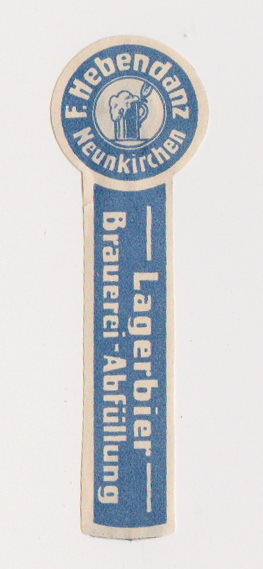 F. Hebendanz
Neunkirchen
— Lagerbier —
Brauerei-Abfüllung